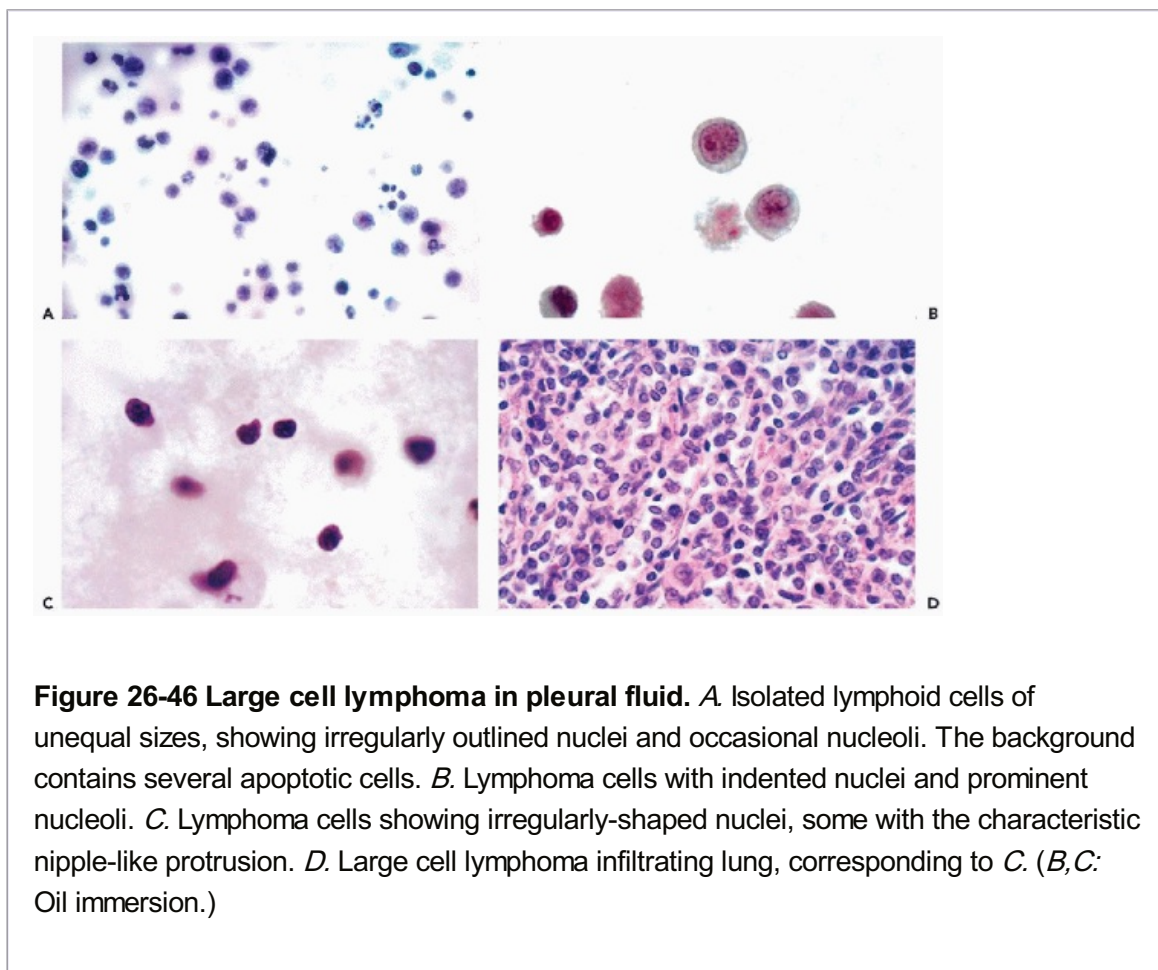 A
B
C
D
Figure 26-46 Large cell lymphoma in pleural fluid. A. Isolated lymphoid cells of
unequal sizes, showing irregularly outlined nuclei and occasional nucleoli. The background
contains several apoptotic cells. B. Lymphoma cells with indented nuclei and prominent
nucleoli. C. Lymphoma cells showing irregularly-shaped nuclei, some with the characteristic
nipple-like protrusion. D. Large cell lymphoma infiltrating lung, corresponding to C. (B,C:
Oil immersion.)